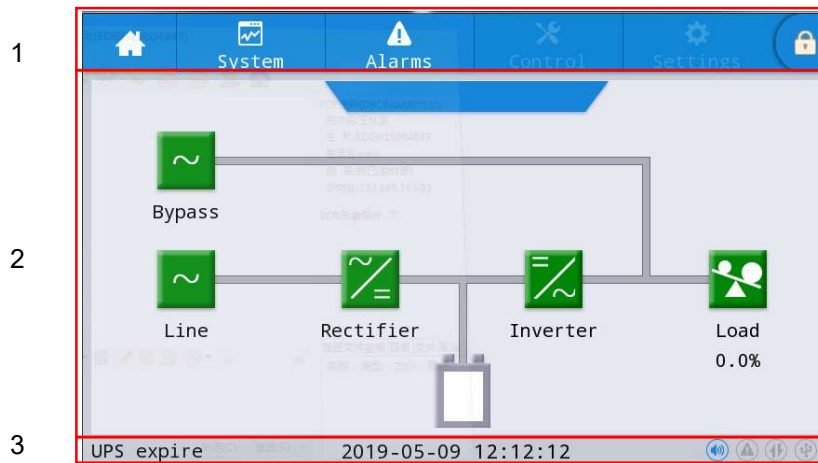 1
System
Alarms
Control
Settings
2
Bypass
Line
Rectifier
Inverter
Load
0.0%
3
UPS expire
2019-05-09 12:12:12